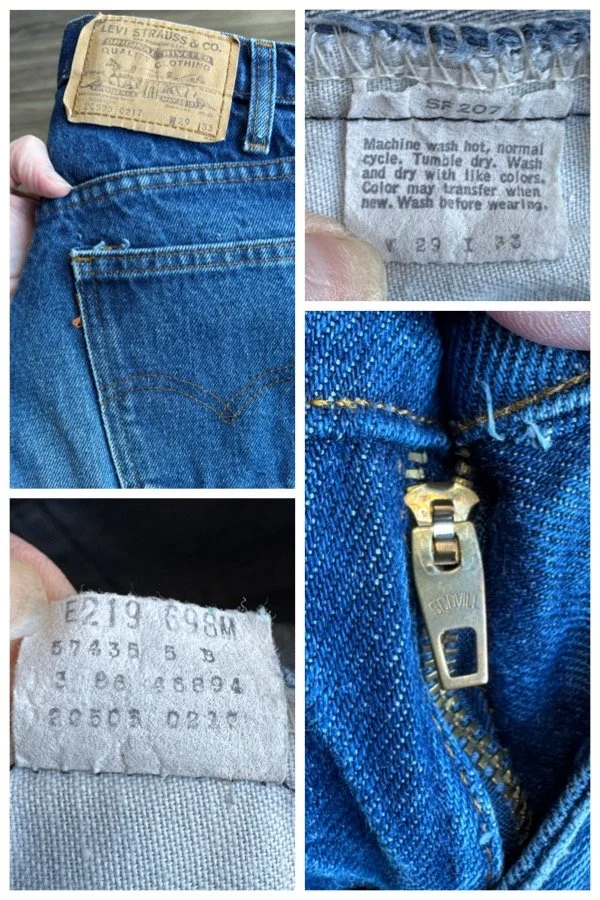 LEVI STRAUSS & CO.
QUALITY CLOTHING
0217
W 29 33
SF 207
Machine wash hot, normal
cycle. Tumble dry. Wash
and dry with like colors.
Color may transfer when
new. Wash before wearing.
W 29 I 33
E219 698M
57435 5 B
3 86 46894
20505 0217
SCOVILL